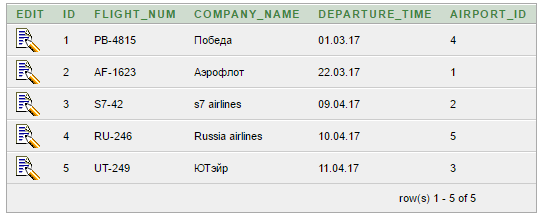 EDIT ID FLIGHT_NUM COMPANY_NAME DEPARTURE_TIME AIRPORT_ID
1 PB-4815 Победа 01.03.17 4
2 AF-1623 Аэрофлот 22.03.17 1
3 S7-42 s7 airlines 09.04.17 2
4 RU-246 Russia airlines 10.04.17 5
5 UT-249 ЮТэйр 11.04.17 3
row(s) 1 - 5 of 5